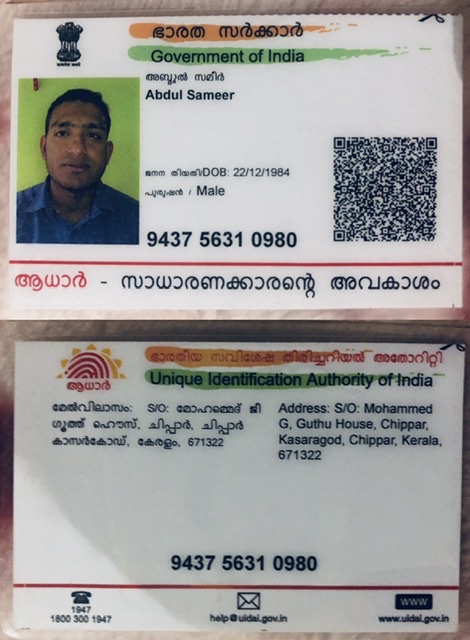 ഭാരത സർക്കാർ
Government of India
അബ്ദുൽ സമീർ
Abdul Sameer
ജനന തിയതി/DOB: 22/12/1984
പുരുഷൻ / Male
9437 5631 0980
ആധാർ - സാധാരണക്കാരന്റെ അവകാശം
ഭാരതീയ സവിശേഷ തിരിച്ചറിയൽ അതോറിറ്റി
Unique Identification Authority of India
ആധാർ
മേൽവിലാസം: S/O: മോഹമ്മെദ് ജി
ഗുത്ത് ഹൌസ്, ചിപ്പാർ, ചിപ്പാർ
കാസർകോഡ്, കേരളം, 671322
Address: S/O: Mohammed
G, Guthu House, Chippar,
Kasaragod, Chippar, Kerala,
671322
9437 5631 0980
1947
1800 300 1947
help@uidai.gov.in
WWW
www.uidai.gov.in